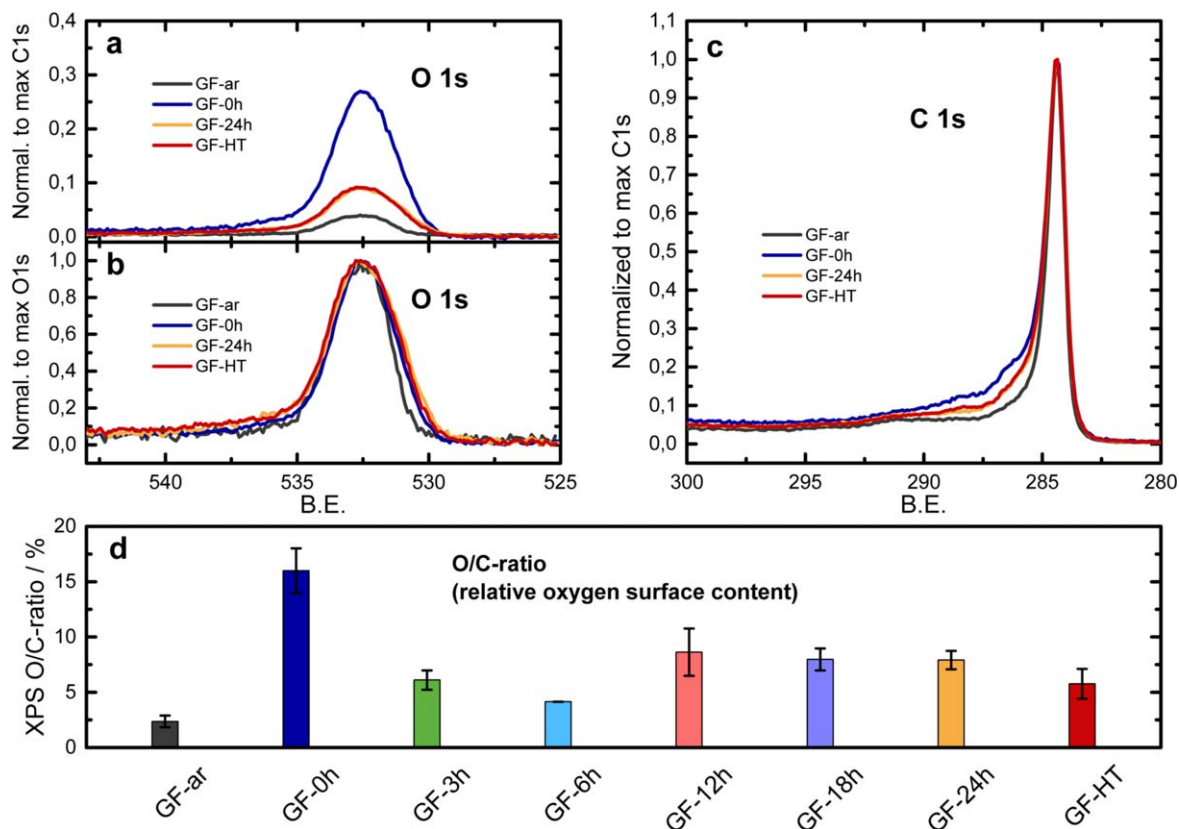 a
O 1s
Normal. to max C1s
0,4
0,3
0,2
0,1
0,0
GF-ar
GF-0h
GF-24h
GF-HT
b
O 1s
Normal. to max O1s
1,0
0,8
0,6
0,4
0,2
0,0
GF-ar
GF-0h
GF-24h
GF-HT
540 535 530 525
B.E.
c
C 1s
Normalized to max C1s
1,1
1,0
0,9
0,8
0,7
0,6
0,5
0,4
0,3
0,2
0,1
0,0
GF-ar
GF-0h
GF-24h
GF-HT
300 295 290 285 280
B.E.
d
O/C-ratio
(relative oxygen surface content)
XPS O/C-ratio / %
20
15
10
5
0
GF-ar GF-0h GF-3h GF-6h GF-12h GF-18h GF-24h GF-HT